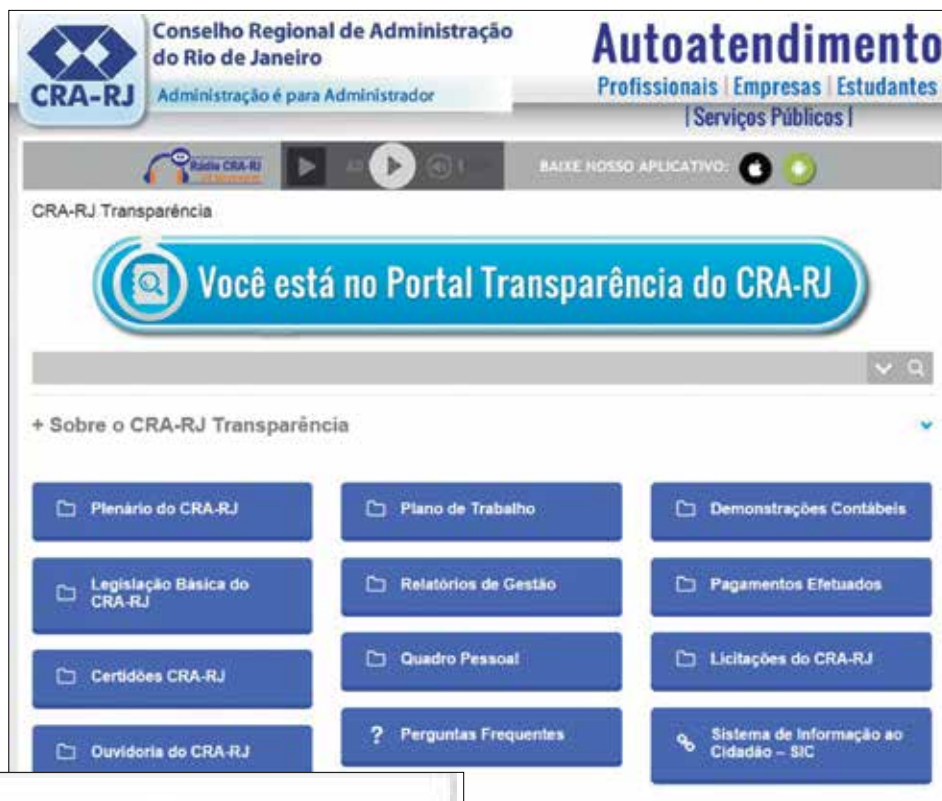 Conselho Regional de Administração
do Rio de Janeiro
CRA-RJ
Administração é para Administrador
Autoatendimento
Profissionais | Empresas | Estudantes
| Serviços Públicos |
Rádio CRA-RJ
BAIXE NOSSO APLICATIVO:
CRA-RJ Transparência
Você está no Portal Transparência do CRA-RJ
+ Sobre o CRA-RJ Transparência
Plenário do CRA-RJ
Plano de Trabalho
Demonstrações Contábeis
Legislação Básica do
CRA-RJ
Relatórios de Gestão
Pagamentos Efetuados
Certidões CRA-RJ
Quadro Pessoal
Licitações do CRA-RJ
Ouvidoria do CRA-RJ
? Perguntas Frequentes
Sistema de Informação ao
Cidadão – SIC